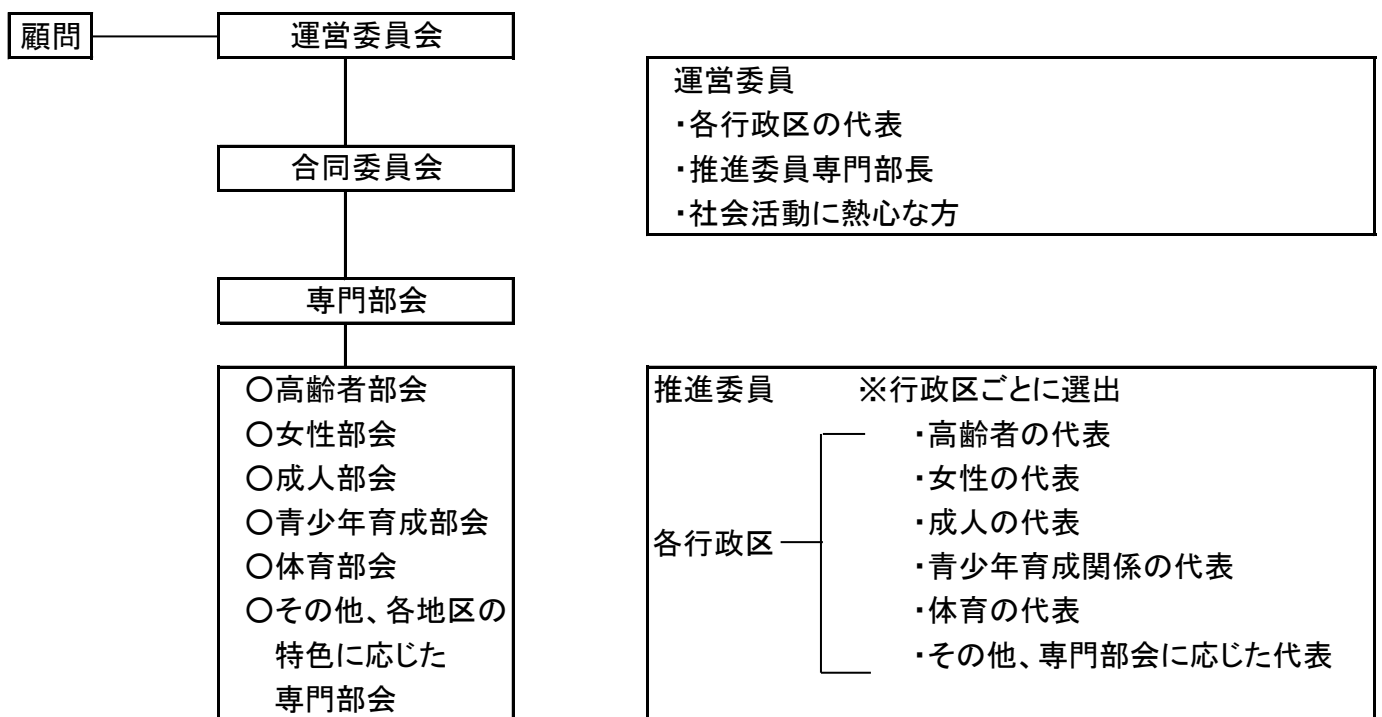 顧問
運営委員会
合同委員会
専門部会
○高齢者部会
○女性部会
○成人部会
○青少年育成部会
○体育部会
○その他、各地区の
特色に応じた
専門部会
運営委員
・各行政区の代表
・推進委員専門部長
・社会活動に熱心な方
推進委員　　※行政区ごとに選出
各行政区
・高齢者の代表
・女性の代表
・成人の代表
・青少年育成関係の代表
・体育の代表
・その他、専門部会に応じた代表